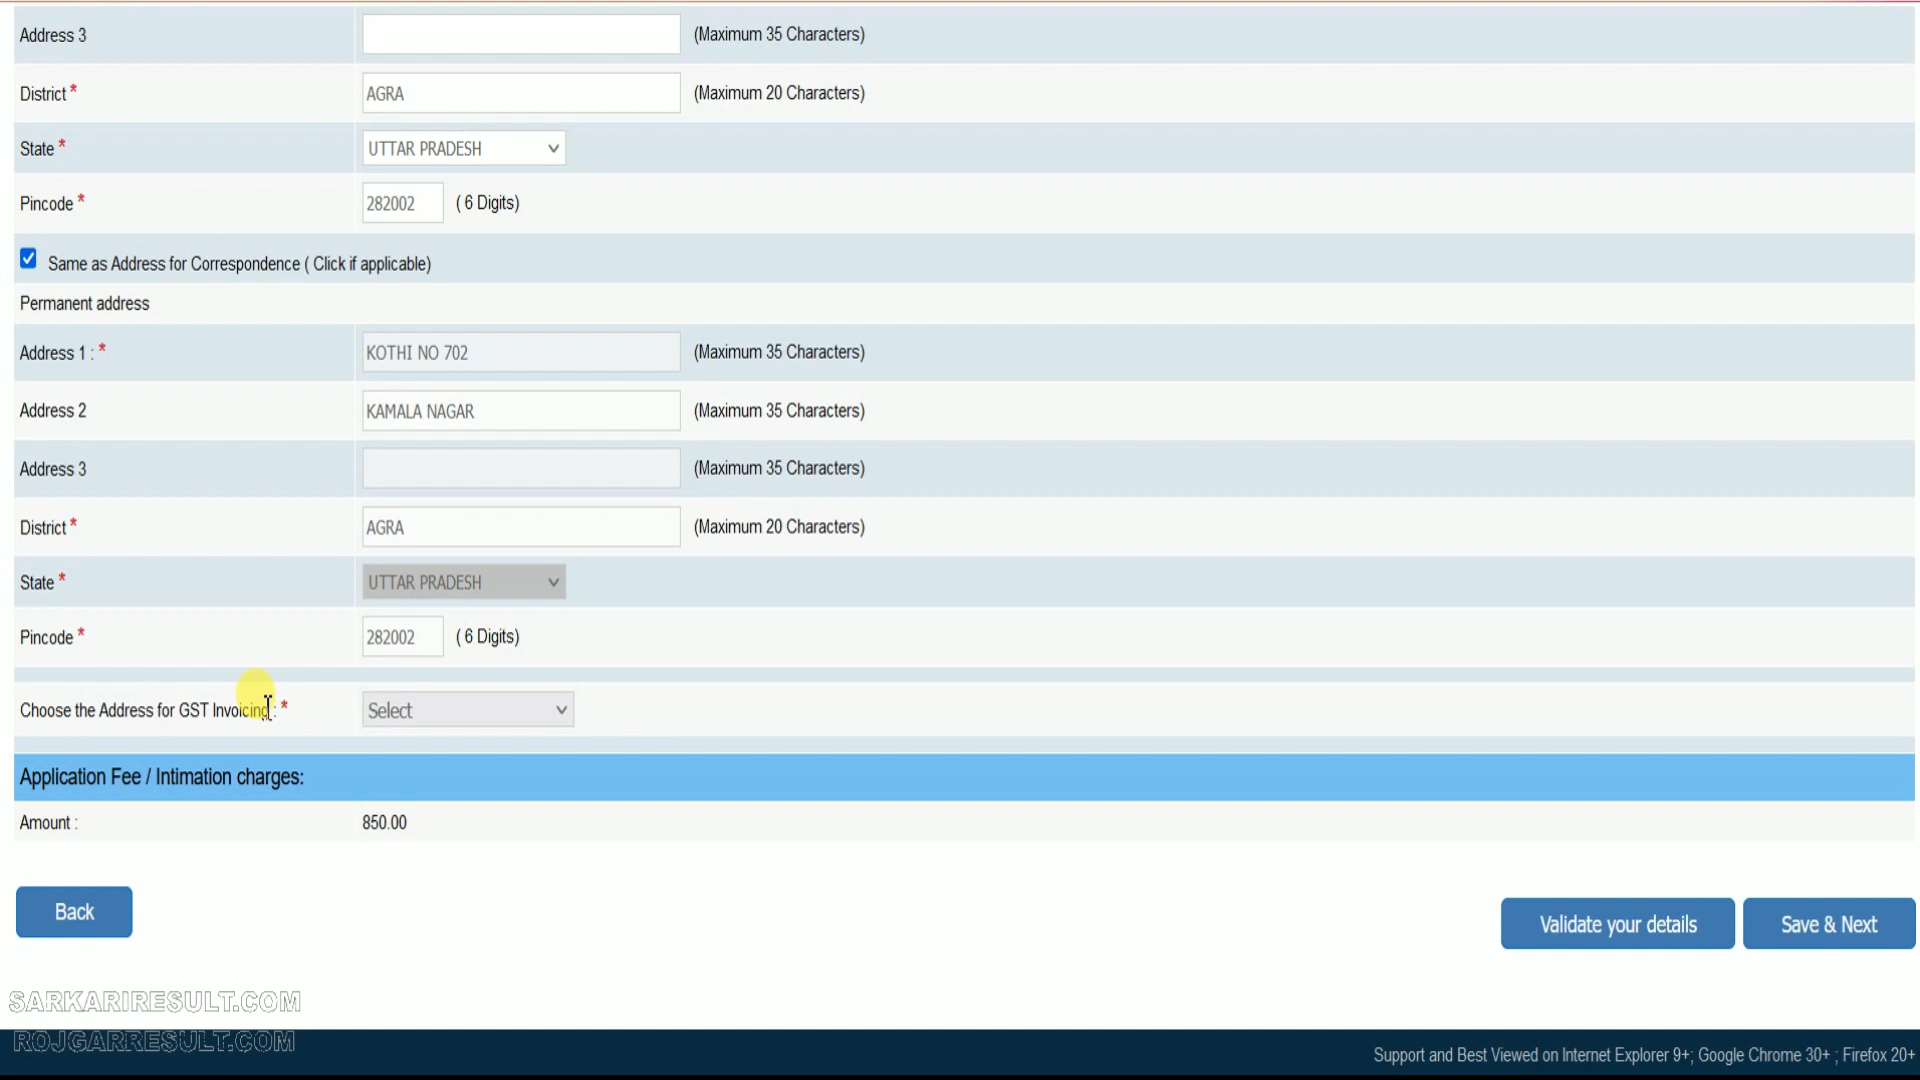 Address 3 (Maximum 35 Characters)
District * AGRA (Maximum 20 Characters)
State * UTTAR PRADESH
Pincode * 282002 ( 6 Digits)
Same as Address for Correspondence ( Click if applicable)
Permanent address
Address 1 : * KOTHI NO 702 (Maximum 35 Characters)
Address 2 KAMALA NAGAR (Maximum 35 Characters)
Address 3 (Maximum 35 Characters)
District * AGRA (Maximum 20 Characters)
State * UTTAR PRADESH
Pincode * 282002 ( 6 Digits)
Choose the Address for GST Invoicing : * Select
Application Fee / Intimation charges:
Amount : 850.00
Back
Validate your details Save & Next
SARKARIRESULT.COM
ROJGARRESULT.COM
Support and Best Viewed on Internet Explorer 9+; Google Chrome 30+ ; Firefox 20+